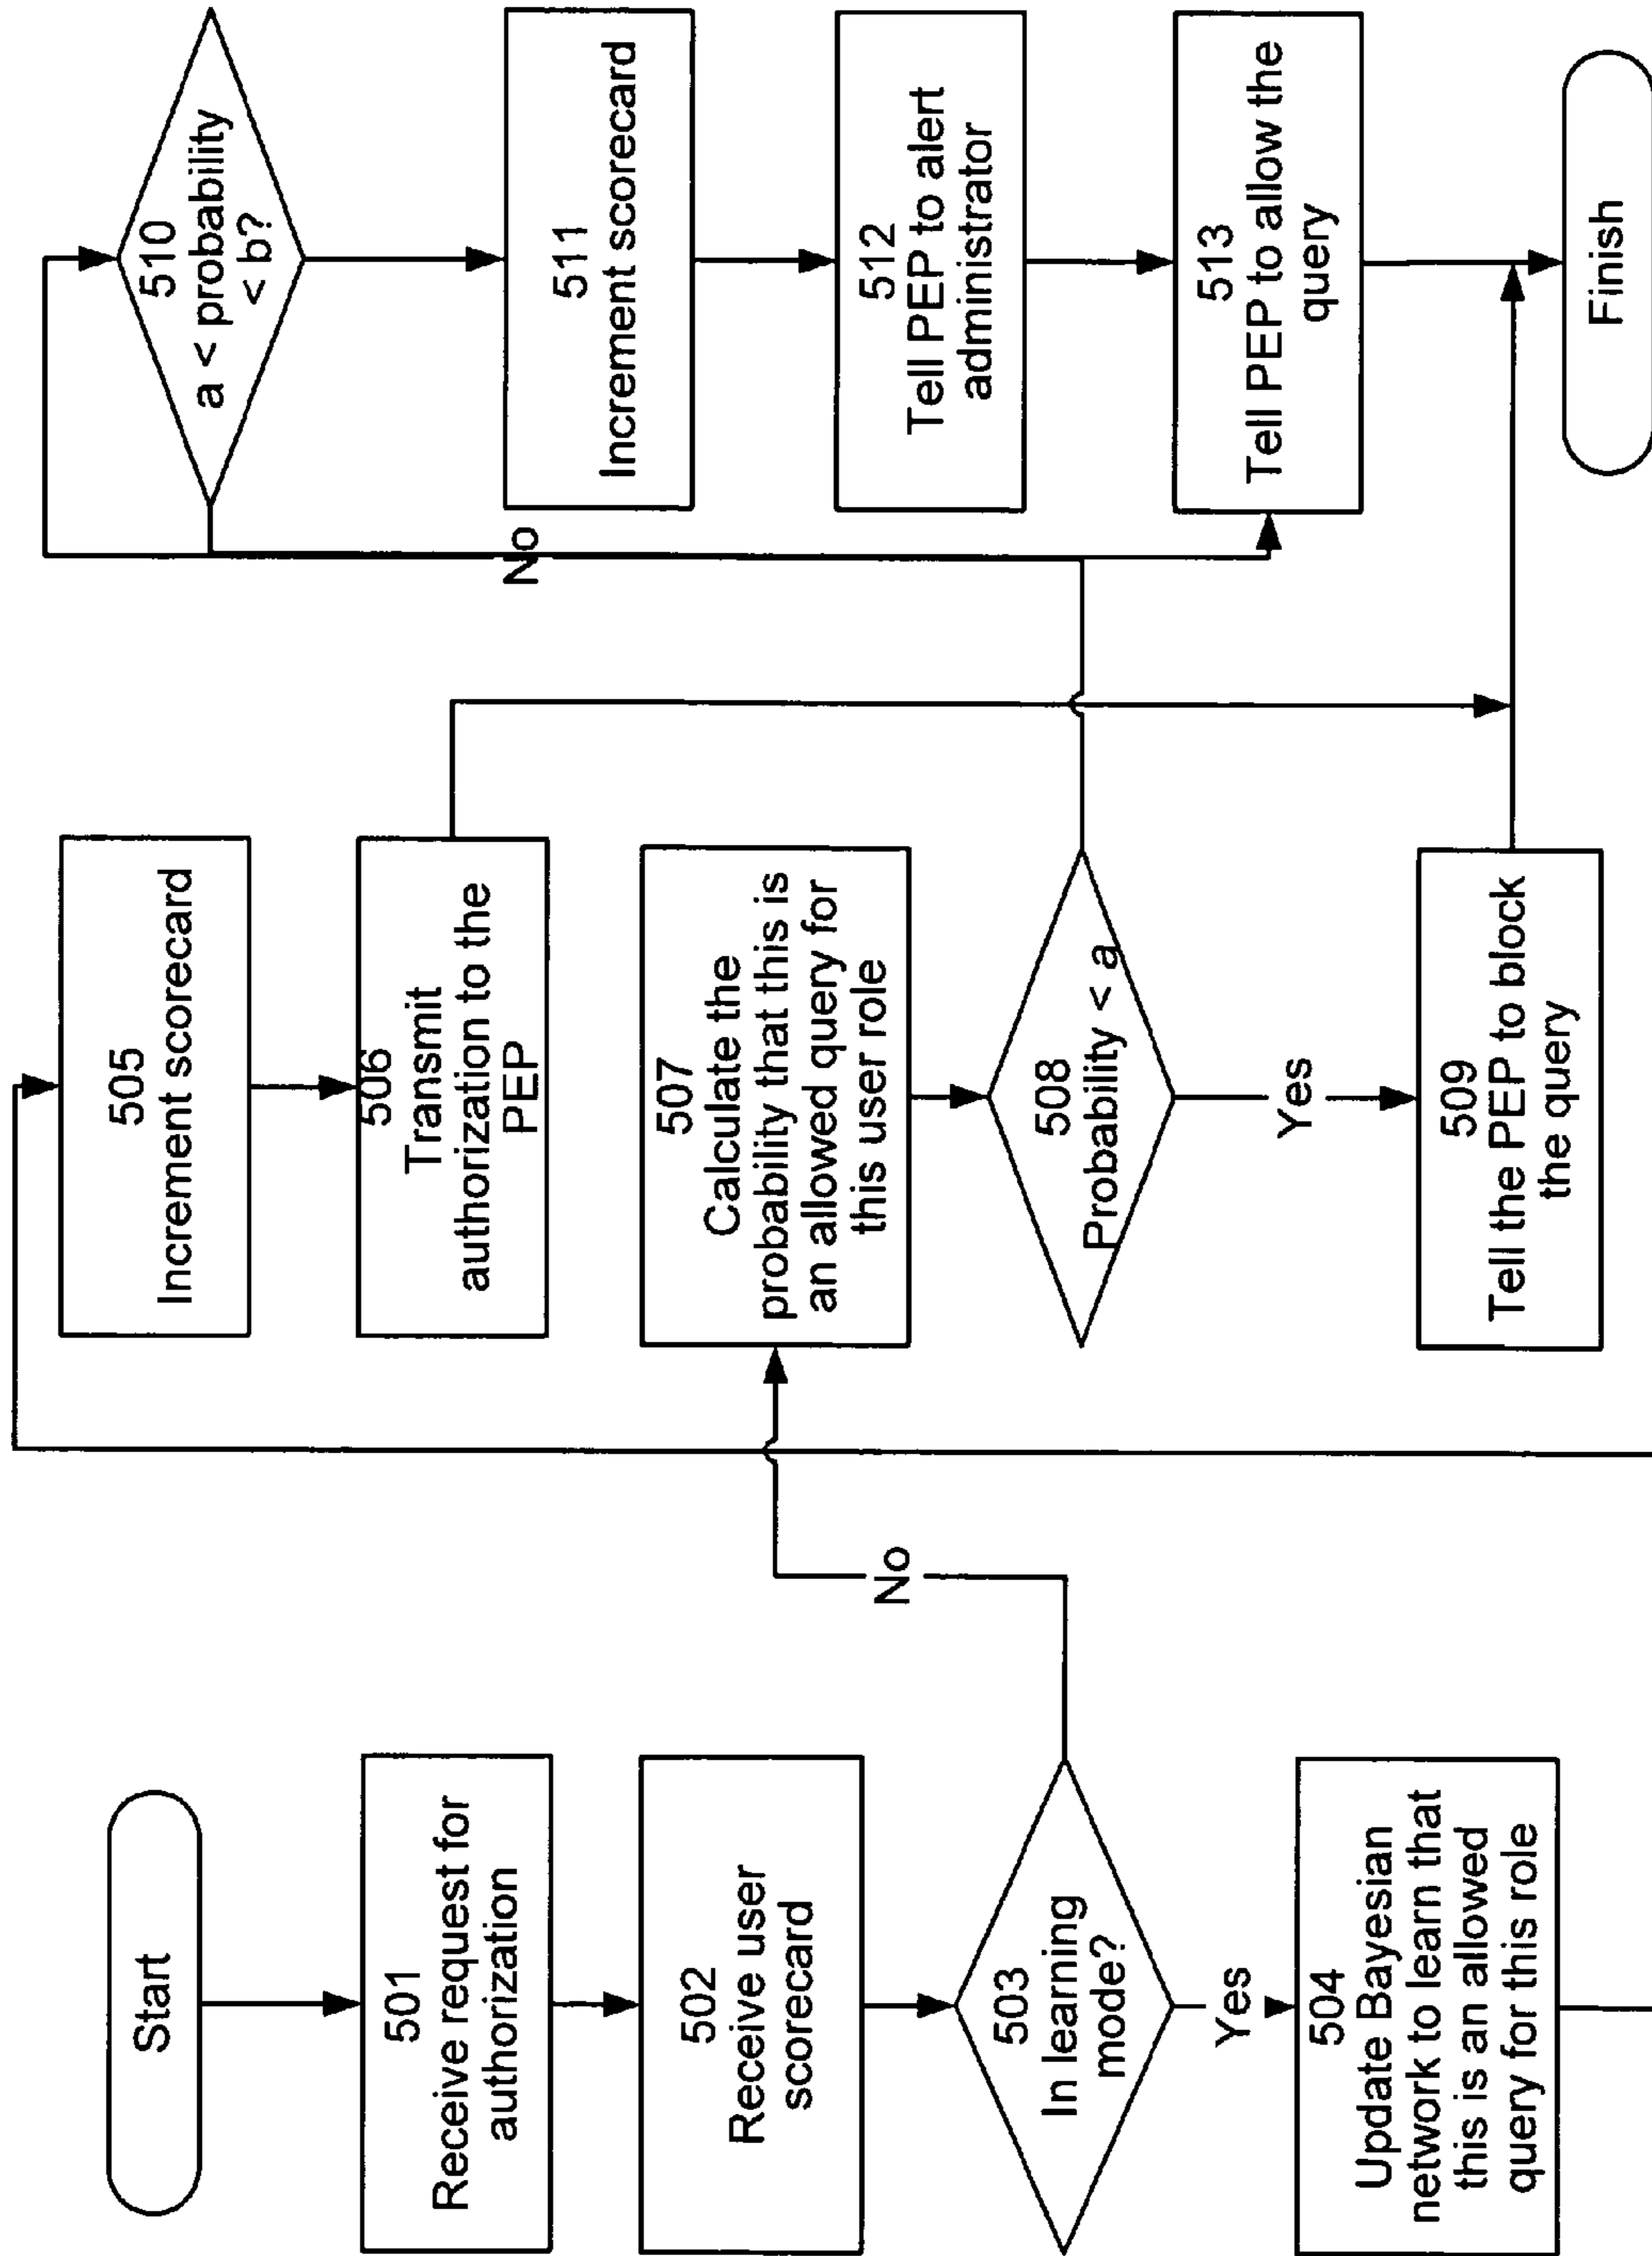 Start
501
Receive request for
authorization
502
Receive user
scorecard
503
In learning
mode?
Yes
504
Update Bayesian
network to learn that
this is an allowed
query for this role
No
505
Increment scorecard
506
Transmit
authorization to the
PEP
507
Calculate the
probability that this is
an allowed query for
this user role
508
Probability < a
Yes
509
Tell the PEP to block
the query
No
510
a < probability
< b?
511
Increment scorecard
512
Tell PEP to alert
administrator
513
Tell PEP to allow the
query
Finish